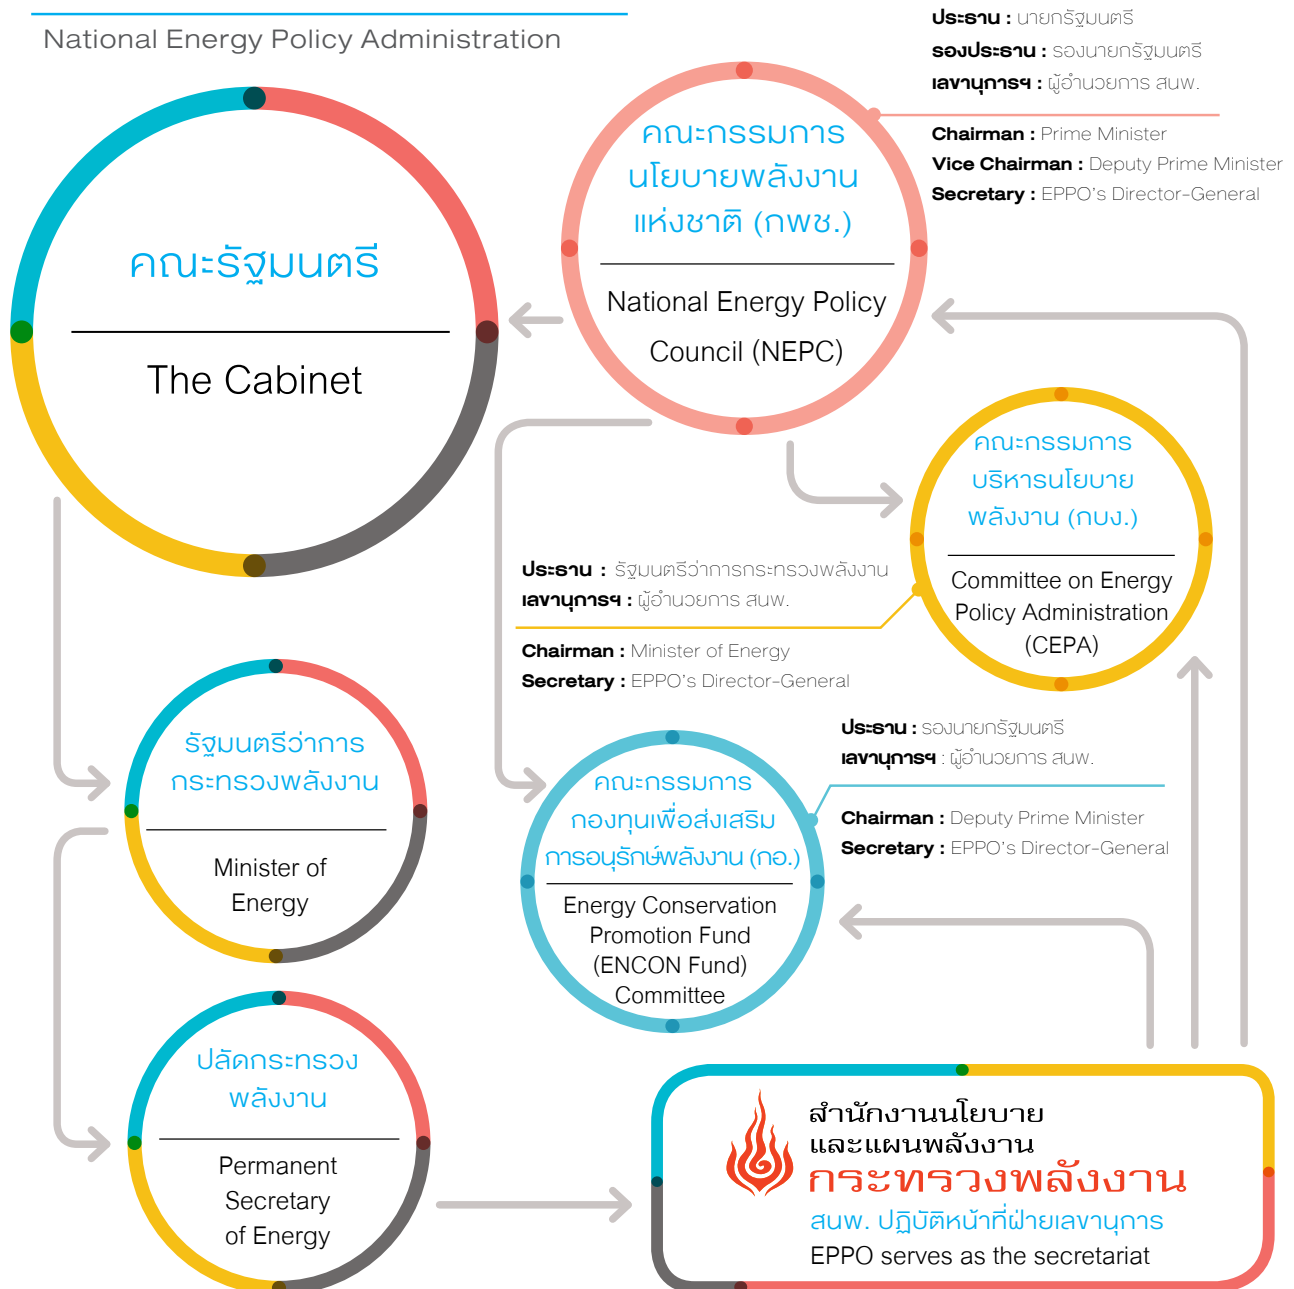 National Energy Policy Administration
ประธาน : นายกรัฐมนตรี
รองประธาน : รองนายกรัฐมนตรี
เลขานุการฯ : ผู้อำนวยการ สนพ.
Chairman : Prime Minister
Vice Chairman : Deputy Prime Minister
Secretary : EPPO's Director-General
คณะรัฐมนตรี
The Cabinet
คณะกรรมการ
นโยบายพลังงาน
แห่งชาติ (กพช.)
National Energy Policy
Council (NEPC)
คณะกรรมการ
บริหารนโยบาย
พลังงาน (กบง.)
Committee on Energy
Policy Administration
(CEPA)
ประธาน : รัฐมนตรีว่าการกระทรวงพลังงาน
เลขานุการฯ : ผู้อำนวยการ สนพ.
Chairman : Minister of Energy
Secretary : EPPO's Director-General
รัฐมนตรีว่าการ
กระทรวงพลังงาน
Minister of
Energy
คณะกรรมการ
กองทุนเพื่อส่งเสริม
การอนุรักษ์พลังงาน (กอ.)
Energy Conservation
Promotion Fund
(ENCON Fund)
Committee
ประธาน : รองนายกรัฐมนตรี
เลขานุการฯ : ผู้อำนวยการ สนพ.
Chairman : Deputy Prime Minister
Secretary : EPPO's Director-General
ปลัดกระทรวง
พลังงาน
Permanent
Secretary
of Energy
สำนักงานนโยบาย
และแผนพลังงาน
กระทรวงพลังงาน
สนพ. ปฏิบัติหน้าที่ฝ่ายเลขานุการ
EPPO serves as the secretariat